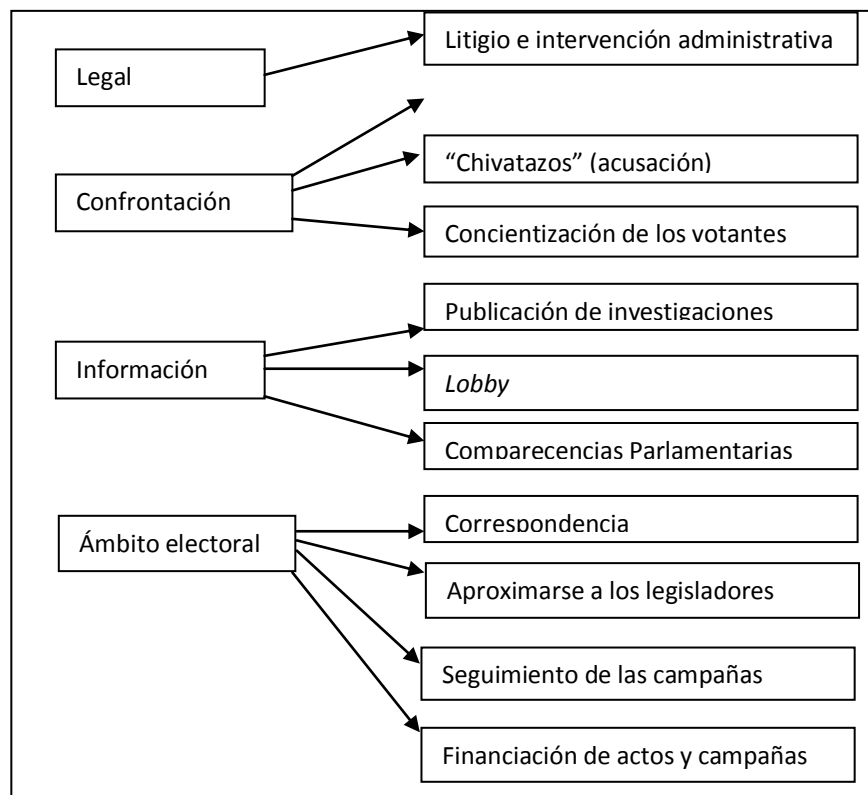 Legal
Litigio e intervención administrativa
Confrontación
“Chivatazos” (acusación)
Concientización de los votantes
Información
Publicación de investigaciones
Lobby
Comparecencias Parlamentarias
Ámbito electoral
Correspondencia
Aproximarse a los legisladores
Seguimiento de las campañas
Financiación de actos y campañas